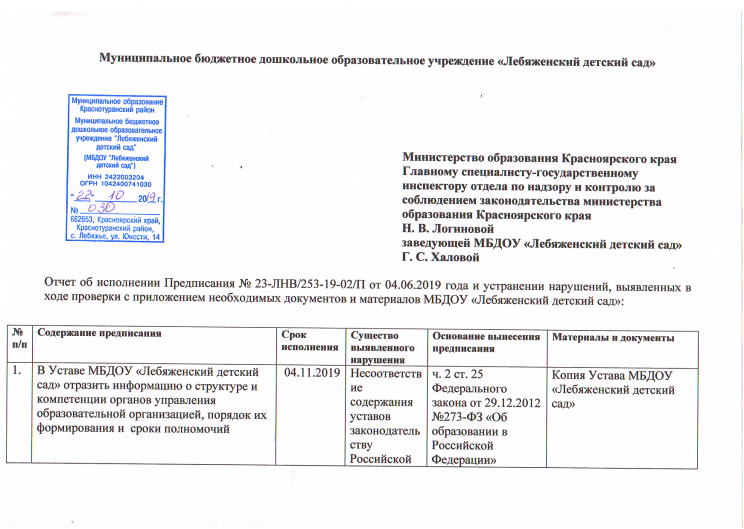 Муниципальное бюджетное дошкольное образовательное учреждение «Лебяженский детский сад»
Муниципальное образование
Краснотуранский район
Муниципальное бюджетное
дошкольное образовательное
учреждение "Лебяженский
детский сад"
(МБДОУ "Лебяженский
детский сад")
ИНН 2422003204
ОГРН 1042400741030
"22" 10 2019 г.
№ 030
662653, Красноярский край,
Краснотуранский район,
с. Лебяжье, ул. Юности, 14
Министерство образования Красноярского края
Главному специалисту-государственному
инспектору отдела по надзору и контролю за
соблюдением законодательства министерства
образования Красноярского края
Н. В. Логиновой
заведующей МБДОУ «Лебяженский детский сад»
Г. С. Халовой
Отчет об исполнении Предписания № 23-ЛНВ/253-19-02/П от 04.06.2019 года и устранении нарушений, выявленных в
ходе проверки с приложением необходимых документов и материалов МБДОУ «Лебяженский детский сад»:
№
п/п
Содержание предписания
Срок
исполнения
Существо
выявленного
нарушения
Основание вынесения
предписания
Материалы и документы
1.
В Уставе МБДОУ «Лебяженский детский
сад» отразить информацию о структуре и
компетенции органов управления
образовательной организацией, порядок их
формирования и сроки полномочий
04.11.2019
Несоответств
ие
содержания
уставов
законодатель
ству
Российской
ч. 2 ст. 25
Федерального
закона от 29.12.2012
№273-ФЗ «Об
образовании в
Российской
Федерации»
Копия Устава МБДОУ
«Лебяженский детский
сад»